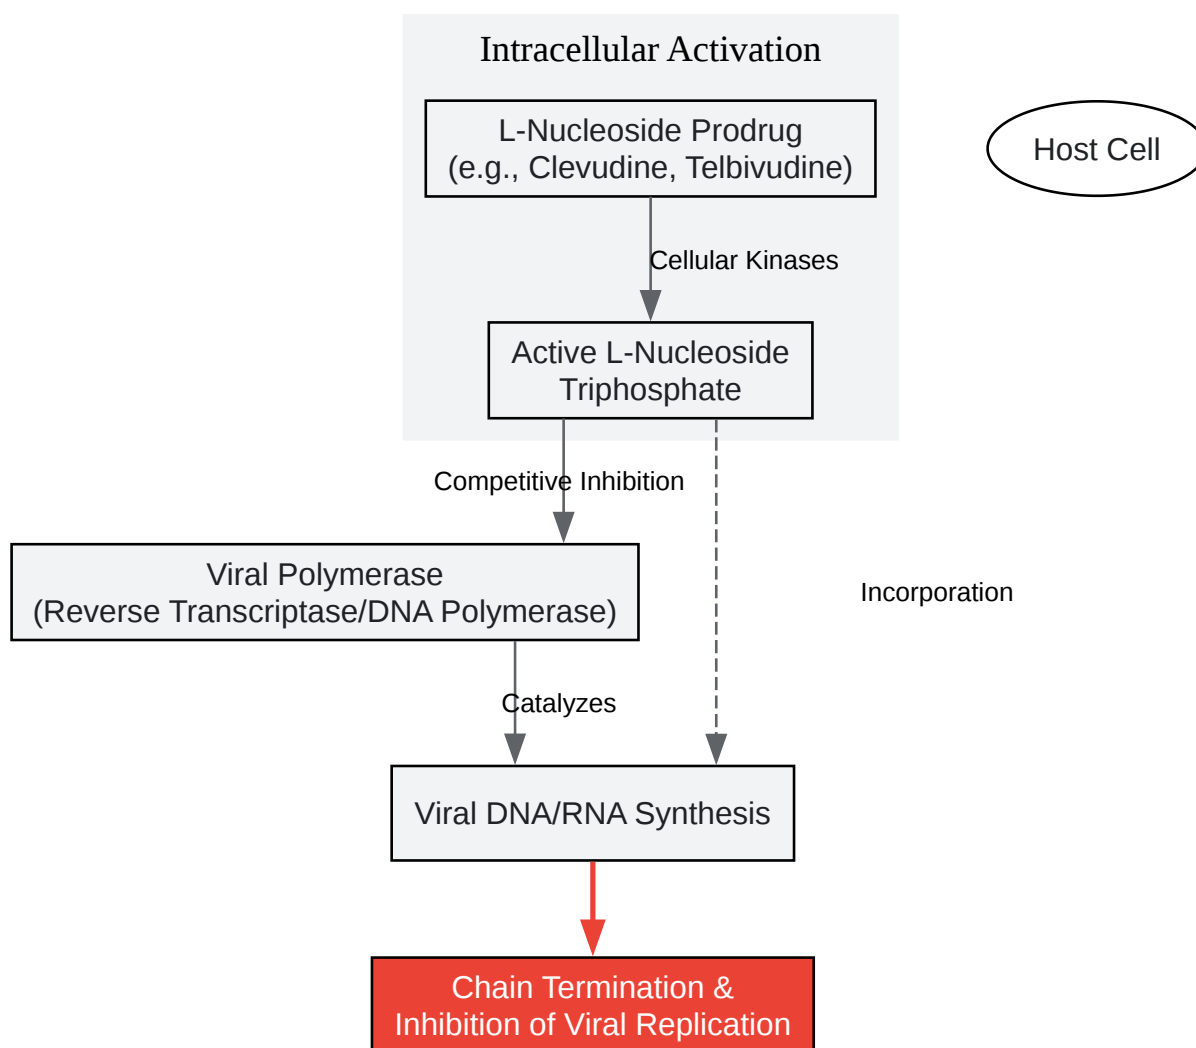 Intracellular Activation
L-Nucleoside Prodrug
(e.g., Clevudine, Telbivudine)
Host Cell
Cellular Kinases
Active L-Nucleoside
Triphosphate
Competitive Inhibition
Viral Polymerase
(Reverse Transcriptase/DNA Polymerase)
Incorporation
Catalyzes
Viral DNA/RNA Synthesis
Chain Termination &
Inhibition of Viral Replication